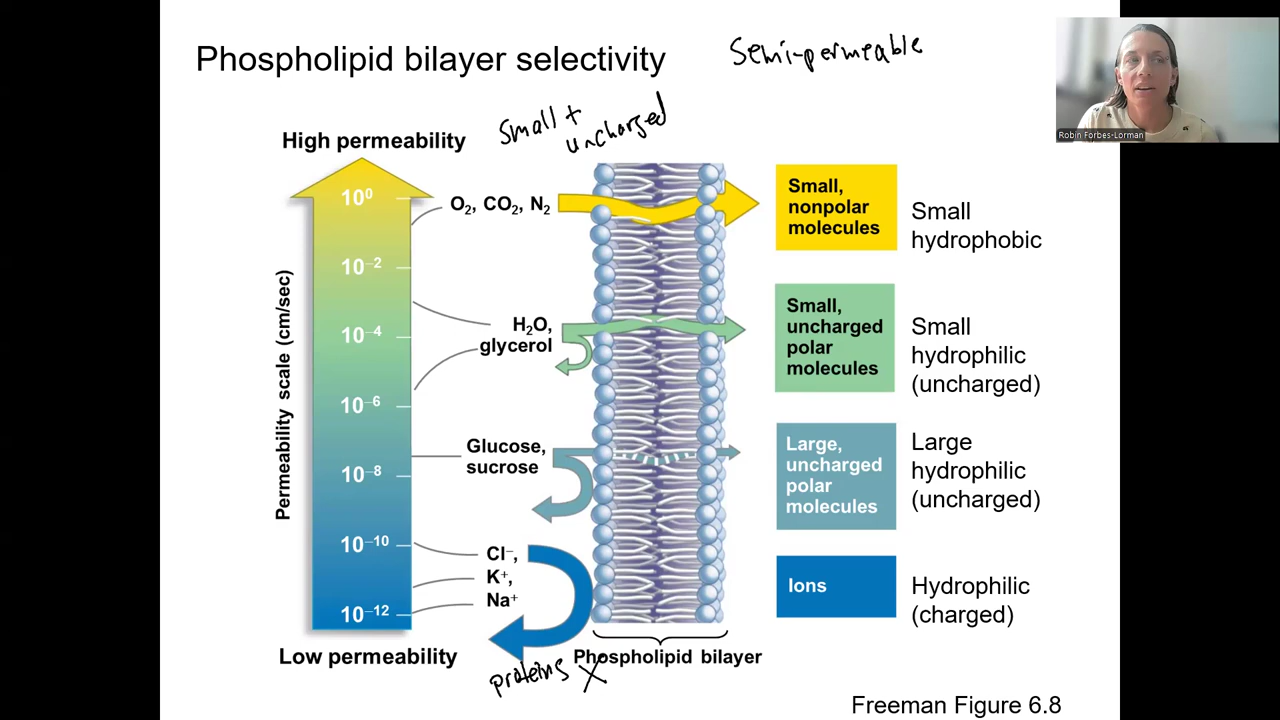 Phospholipid bilayer selectivity
Semi-permeable
Robin Forbes-Lorman
Small +
uncharged
High permeability
Permeability scale (cm/sec)
10⁰
10⁻²
10⁻⁴
10⁻⁶
10⁻⁸
10⁻¹⁰
10⁻¹²
Low permeability
O₂, CO₂, N₂
Small,
nonpolar
molecules
Small
hydrophobic
H₂O,
glycerol
Small,
uncharged
polar
molecules
Small
hydrophilic
(uncharged)
Glucose,
sucrose
Large,
uncharged
polar
molecules
Large
hydrophilic
(uncharged)
Cl⁻,
K⁺,
Na⁺
Ions
Hydrophilic
(charged)
Phospholipid bilayer
proteins X
Freeman Figure 6.8